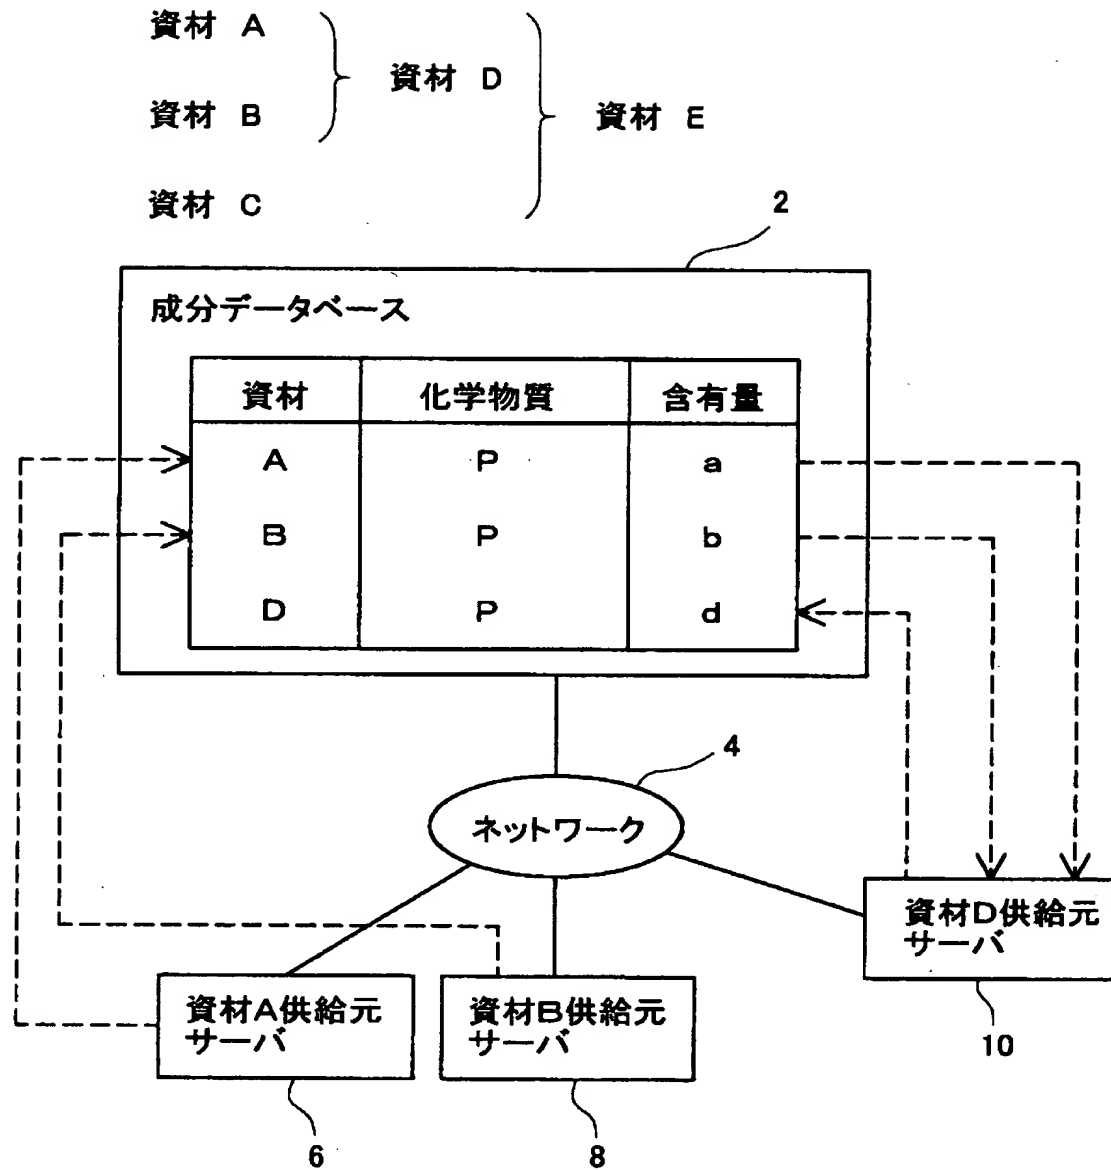 資材 A
資材 D
資材 B
資材 E
資材 C
2
成分データベース
資材 化学物質 含有量
A P a
B P b
D P d
4
ネットワーク
資材D供給元
サーバ
10
資材A供給元
サーバ
6
資材B供給元
サーバ
8